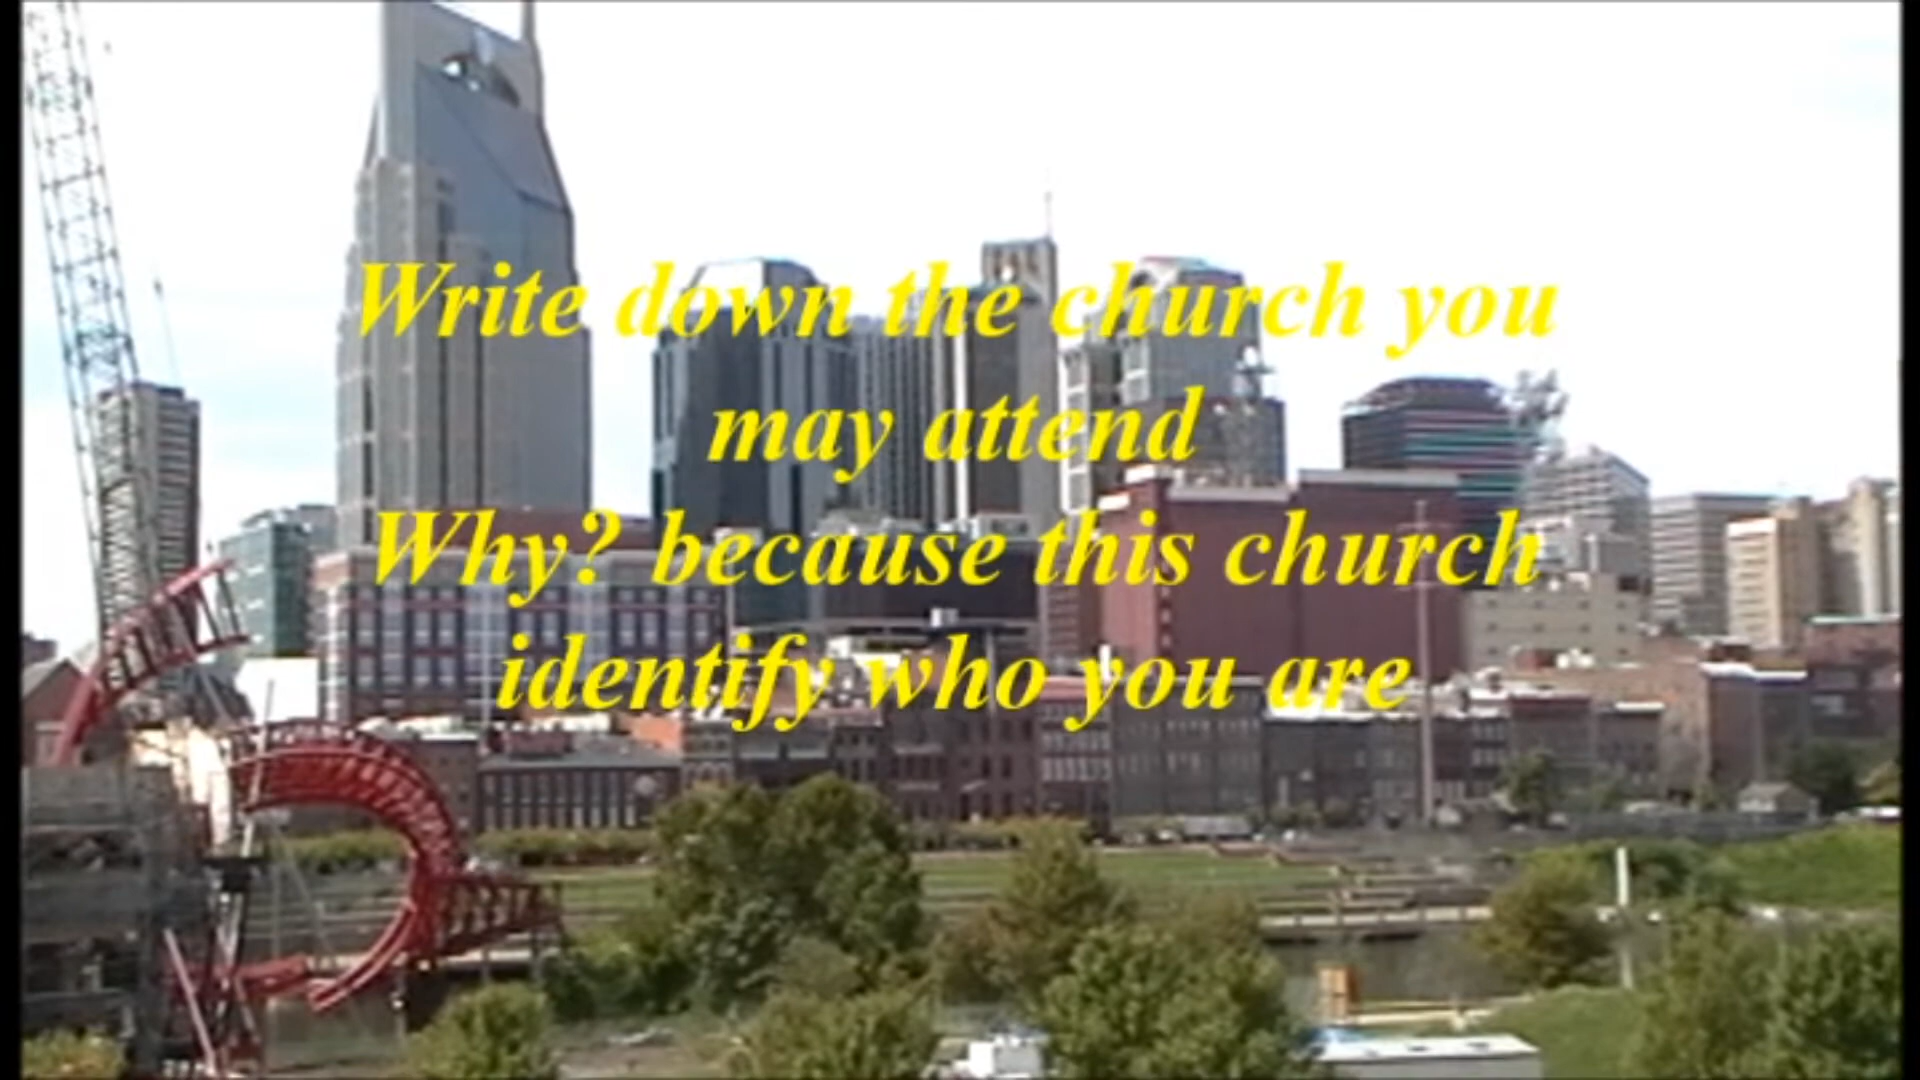 Write down the church you
may attend
Why? because this church
identify who you are